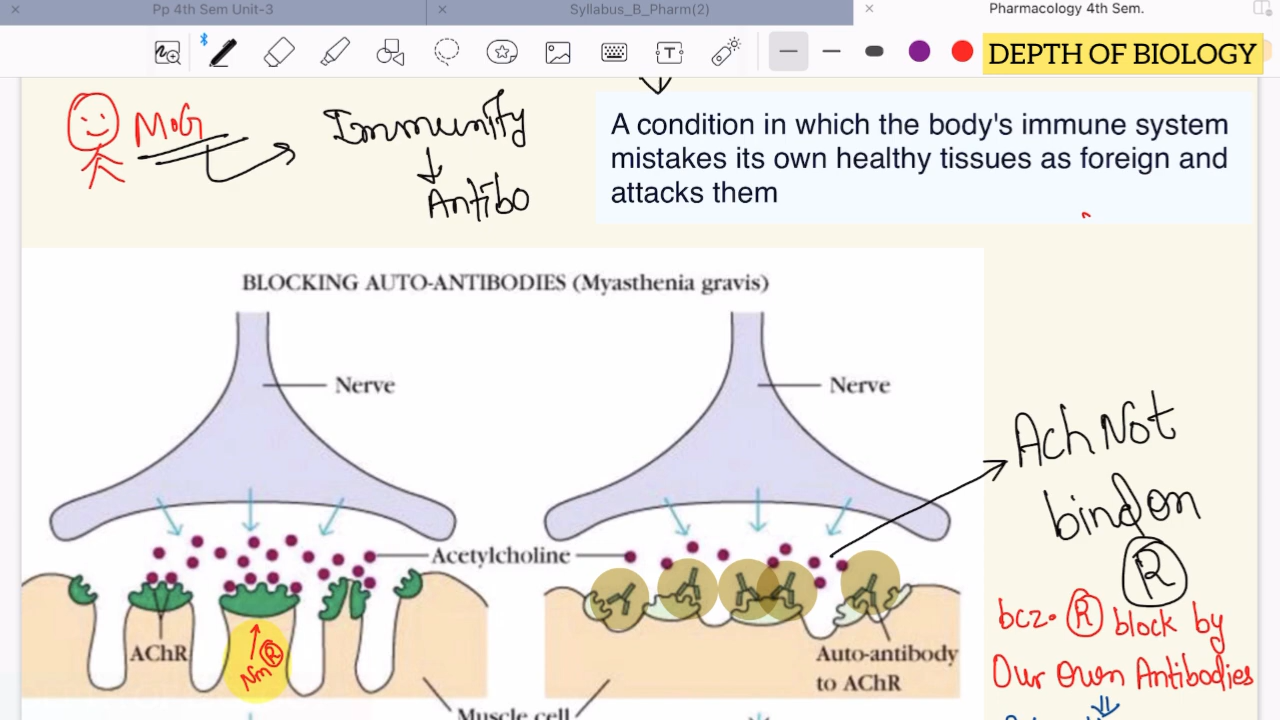 Pp 4th Sem Unit-3
Syllabus_B_Pharm(2)
Pharmacology 4th Sem.
DEPTH OF BIOLOGY
MoG
Immunity
Antibo
A condition in which the body's immune system
mistakes its own healthy tissues as foreign and
attacks them
BLOCKING AUTO-ANTIBODIES (Myasthenia gravis)
Nerve
Nerve
Acetylcholine
AChR
Nm R
Auto-antibody
to AChR
Muscle cell
Ach Not
bind on
R
bcz. R block by
Our Own Antibodies